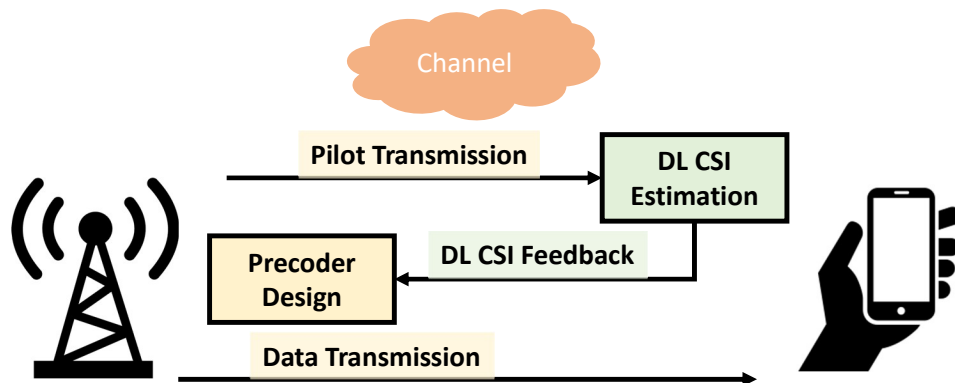 Channel
Pilot Transmission
DL CSI
Estimation
DL CSI Feedback
Precoder
Design
Data Transmission